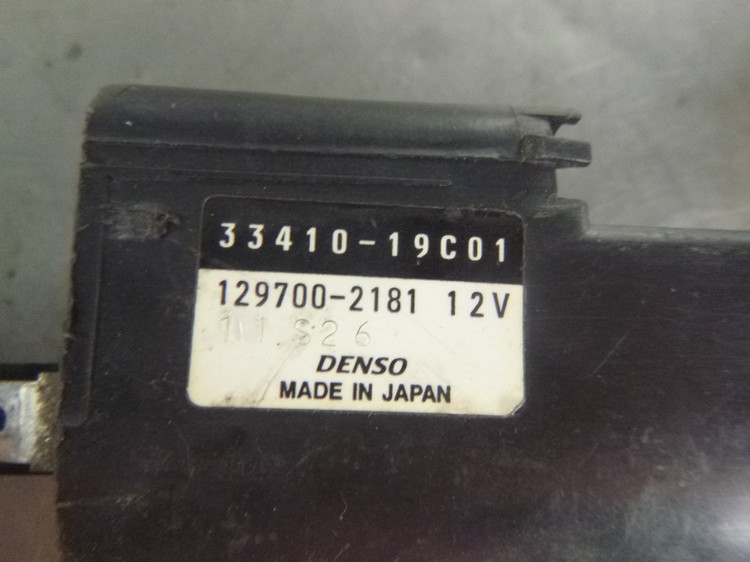 33410-19C01
129700-2181 12V
DENSO
MADE IN JAPAN